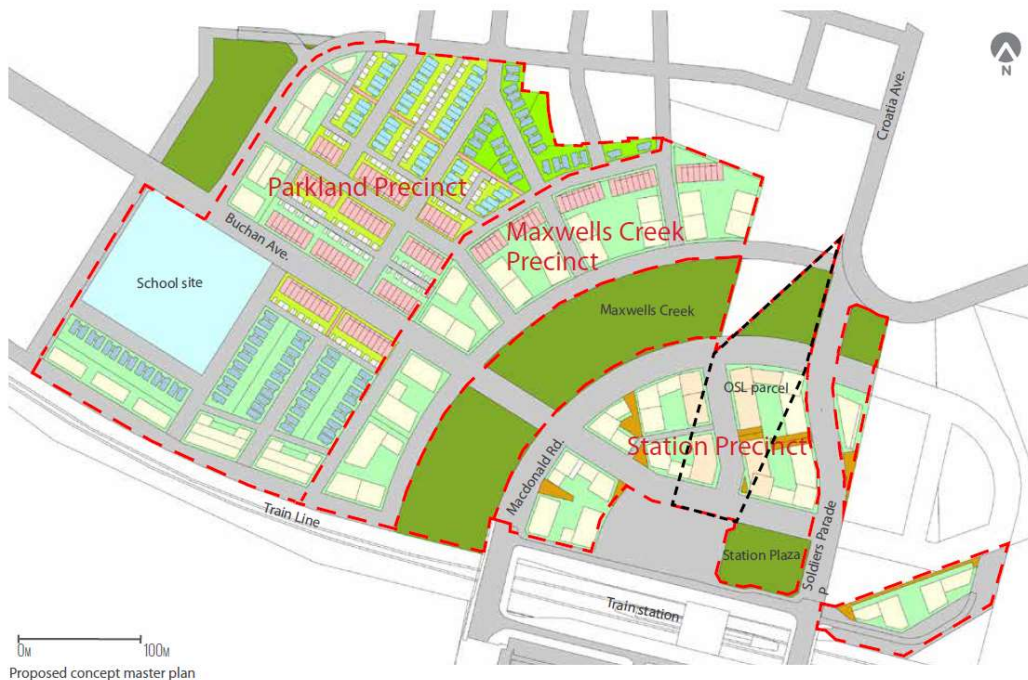 N
Croatia Ave.
Parkland Precinct
Maxwells Creek
Precinct
Buchan Ave.
School site
Maxwells Creek
OSL parcel
Station Precinct
Macdonald Rd.
Train Line
Station Plaza
Soldiers Parade
P
Train station
0M
100M
Proposed concept master plan